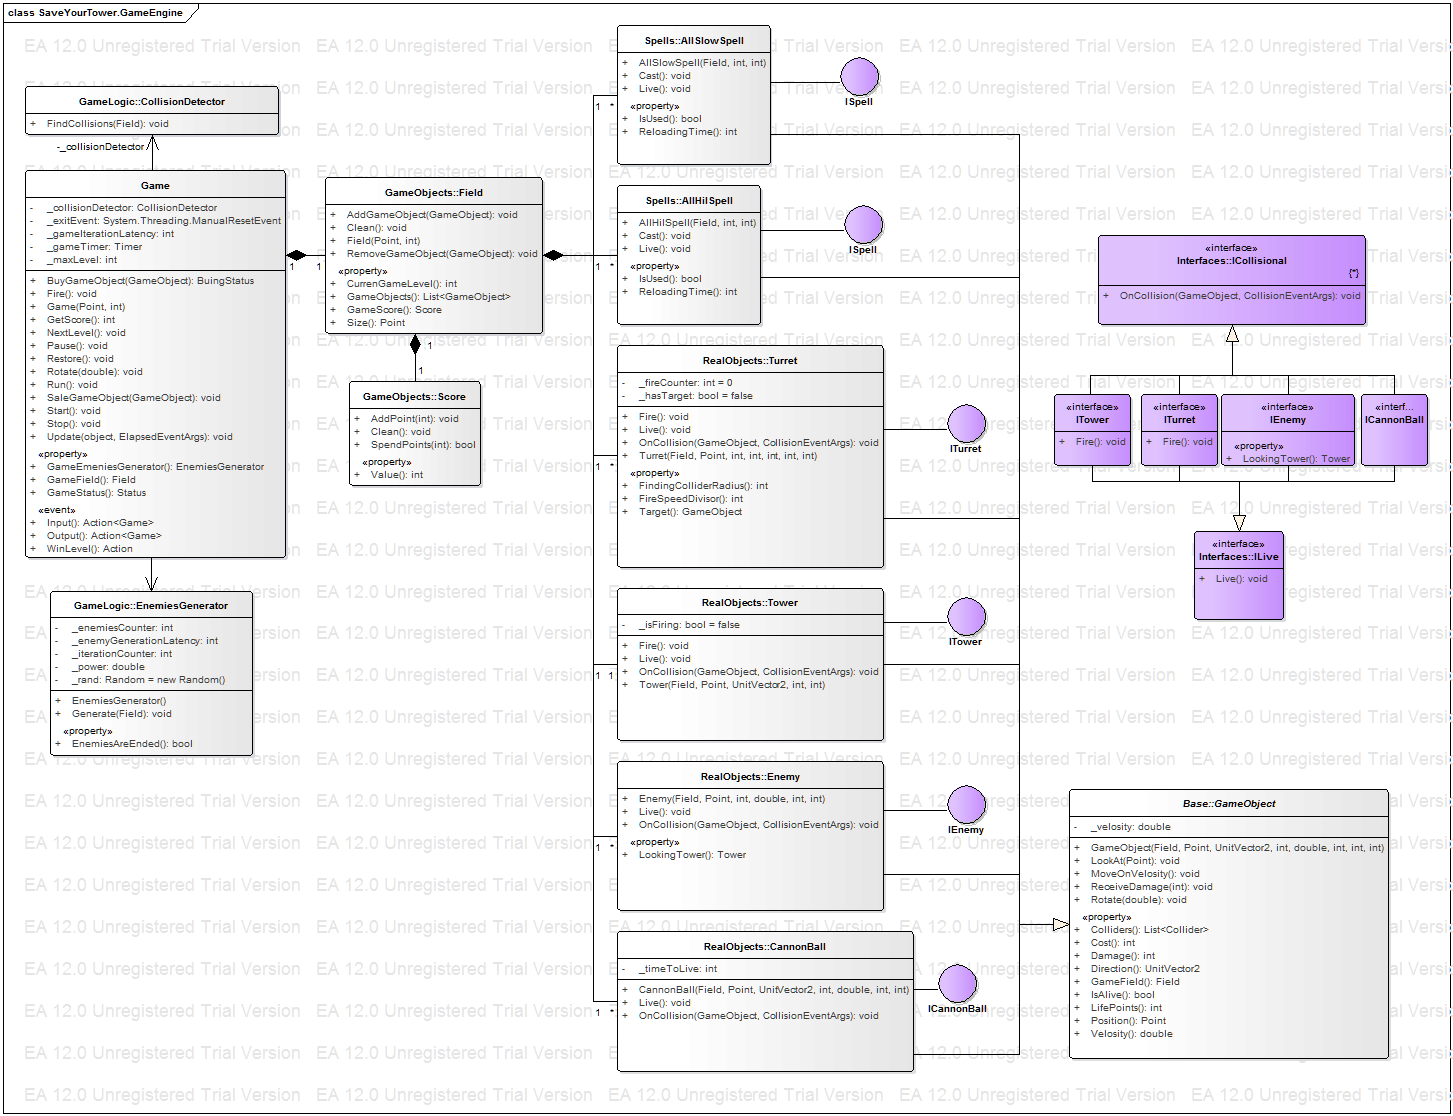 class SaveYourTower.GameEngine
EA 12.0 Unregistered Trial Version
GameLogic::CollisionDetector
+ FindCollisions(Field): void
-_collisionDetector
Game
- _collisionDetector: CollisionDetector
- _exitEvent: System.Threading.ManualResetEvent
- _gameIterationLatency: int
- _gameTimer: Timer
- _maxLevel: int
+ BuyGameObject(GameObject): BuingStatus
+ Fire(): void
+ Game(Point, int)
+ GetScore(): int
+ NextLevel(): void
+ Pause(): void
+ Restore(): void
+ Rotate(double): void
+ Run(): void
+ SaleGameObject(GameObject): void
+ Start(): void
+ Stop(): void
+ Update(object, ElapsedEventArgs): void
«property»
+ GameEmeniesGenerator(): EnemiesGenerator
+ GameField(): Field
+ GameStatus(): Status
«event»
+ Input(): Action<Game>
+ Output(): Action<Game>
+ WinLevel(): Action
1
1
GameLogic::EnemiesGenerator
- _enemiesCounter: int
- _enemyGenerationLatency: int
- _iterationCounter: int
- _power: double
- _rand: Random = new Random()
+ EnemiesGenerator()
+ Generate(Field): void
«property»
+ EnemiesAreEnded(): bool
GameObjects::Field
+ AddGameObject(GameObject): void
+ Clean(): void
+ Field(Point, int)
+ RemoveGameObject(GameObject): void
«property»
+ CurrenGameLevel(): int
+ GameObjects(): List<GameObject>
+ GameScore(): Score
+ Size(): Point
1
1
GameObjects::Score
+ AddPoint(int): void
+ Clean(): void
+ SpendPoints(int): bool
«property»
+ Value(): int
Spells::AllSlowSpell
+ AllSlowSpell(Field, int, int)
+ Cast(): void
+ Live(): void
«property»
+ IsUsed(): bool
+ ReloadingTime(): int
1 *
ISpell
Spells::AllHilSpell
+ AllHilSpell(Field, int, int)
+ Cast(): void
+ Live(): void
«property»
+ IsUsed(): bool
+ ReloadingTime(): int
1 *
ISpell
RealObjects::Turret
- _fireCounter: int = 0
- _hasTarget: bool = false
+ Fire(): void
+ Live(): void
+ OnCollision(GameObject, CollisionEventArgs): void
+ Turret(Field, Point, int, int, int, int, int)
«property»
+ FindingColliderRadius(): int
+ FireSpeedDivisor(): int
+ Target(): GameObject
1 *
ITurret
RealObjects::Tower
- _isFiring: bool = false
+ Fire(): void
+ Live(): void
+ OnCollision(GameObject, CollisionEventArgs): void
+ Tower(Field, Point, UnitVector2, int, int)
1 1
ITower
RealObjects::Enemy
+ Enemy(Field, Point, int, double, int, int)
+ Live(): void
+ OnCollision(GameObject, CollisionEventArgs): void
«property»
+ LookingTower(): Tower
1 *
IEnemy
RealObjects::CannonBall
- _timeToLive: int
+ CannonBall(Field, Point, UnitVector2, int, double, int, int)
+ Live(): void
+ OnCollision(GameObject, CollisionEventArgs): void
1 *
ICannonBall
«interface»
Interfaces::ICollisional
{*}
+ OnCollision(GameObject, CollisionEventArgs): void
«interface»
ITower
+ Fire(): void
«interface»
ITurret
+ Fire(): void
«interface»
IEnemy
«property»
+ LookingTower(): Tower
«interf...
ICannonBall
«interface»
Interfaces::ILive
+ Live(): void
Base::GameObject
- _velosity: double
+ GameObject(Field, Point, UnitVector2, int, double, int, int, int)
+ LookAt(Point): void
+ MoveOnVelosity(): void
+ ReceiveDamage(int): void
+ Rotate(double): void
«property»
+ Colliders(): List<Collider>
+ Cost(): int
+ Damage(): int
+ Direction(): UnitVector2
+ GameField(): Field
+ IsAlive(): bool
+ LifePoints(): int
+ Position(): Point
+ Velosity(): double